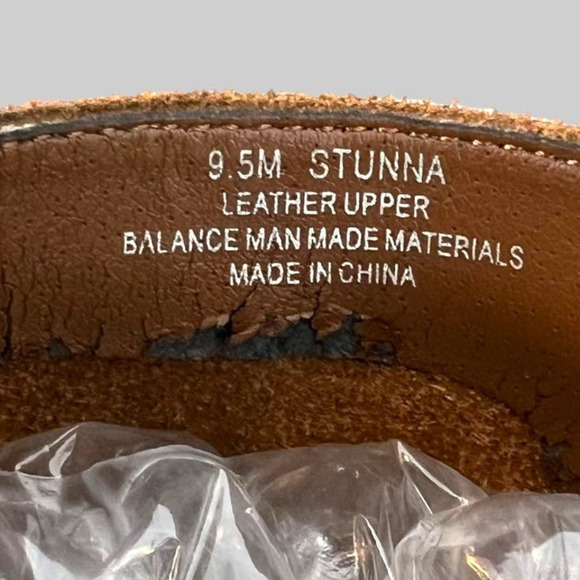 9.5M STUNNA
LEATHER UPPER
BALANCE MAN MADE MATERIALS
MADE IN CHINA